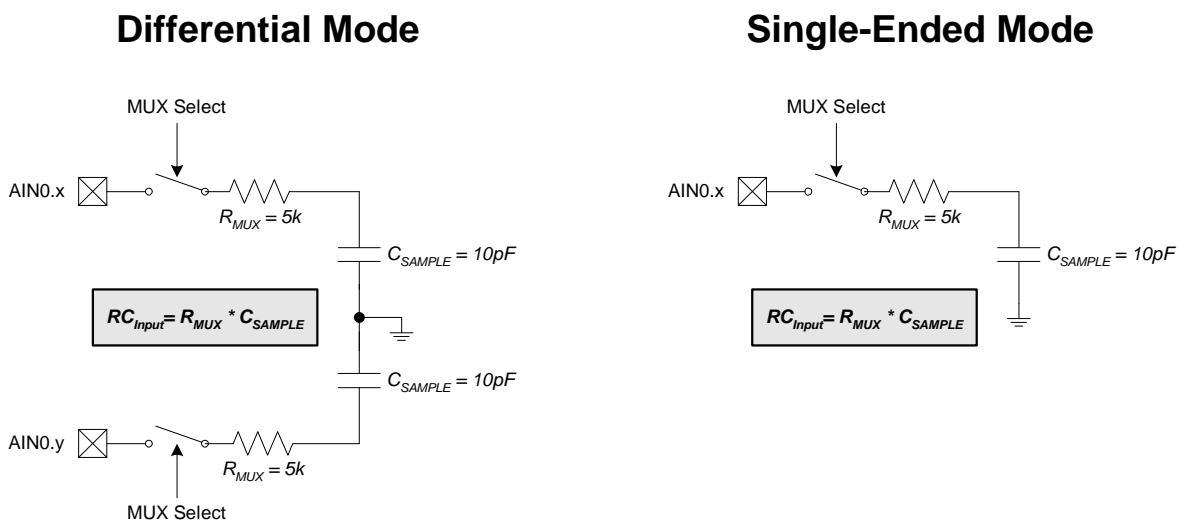 Differential Mode
MUX Select
AIN0.x
R_MUX = 5k
C_SAMPLE = 10pF
RC_Input= R_MUX * C_SAMPLE
C_SAMPLE = 10pF
AIN0.y
R_MUX = 5k
MUX Select
Single-Ended Mode
MUX Select
AIN0.x
R_MUX = 5k
C_SAMPLE = 10pF
RC_Input= R_MUX * C_SAMPLE